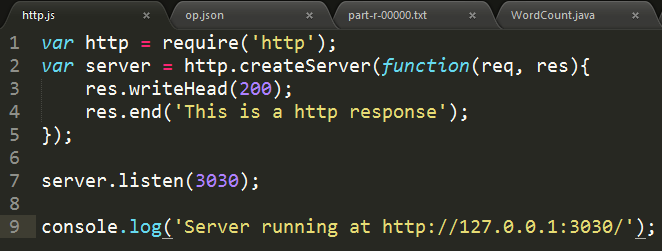 http.js × op.json × part-r-00000.txt × WordCount.java ×
1 var http = require('http');
2 var server = http.createServer(function(req, res){
3     res.writeHead(200);
4     res.end('This is a http response');
5 });
6
7 server.listen(3030);
8
9 console.log('Server running at http://127.0.0.1:3030/');